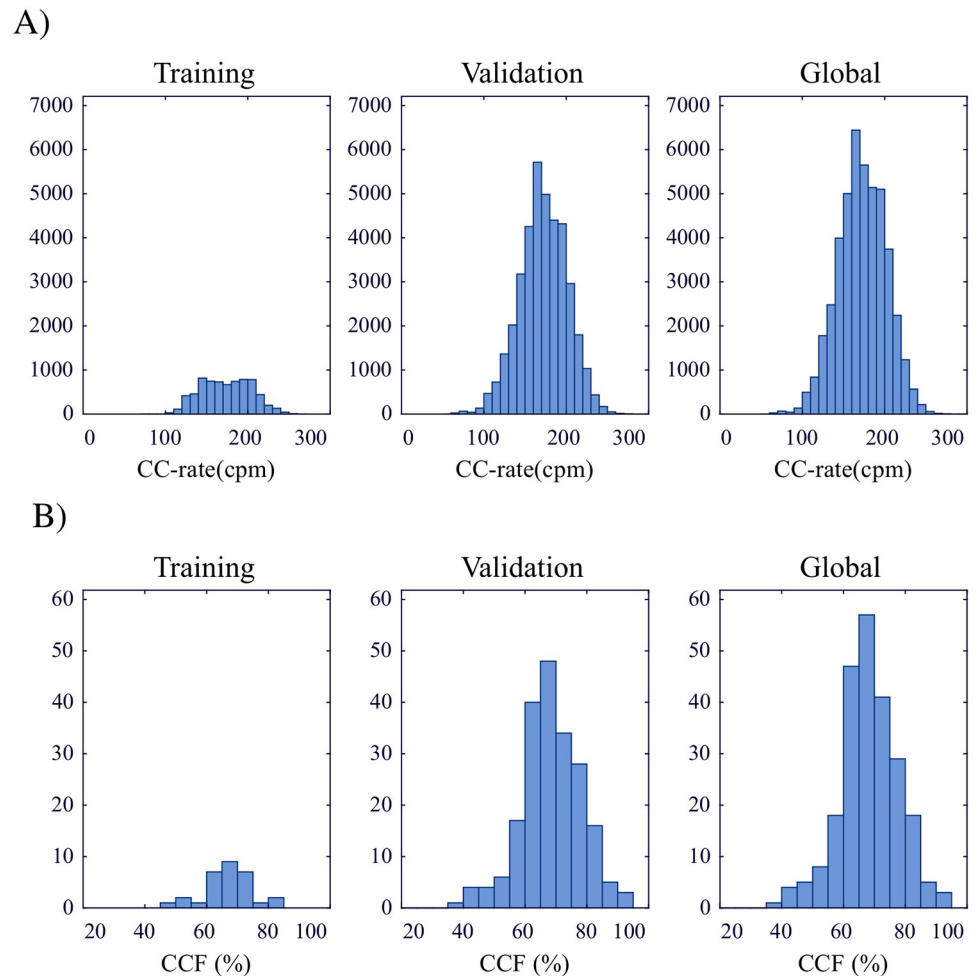 A)
Training Validation Global
7000 7000 7000
6000 6000 6000
5000 5000 5000
4000 4000 4000
3000 3000 3000
2000 2000 2000
1000 1000 1000
0 0 0
0 100 200 300 0 100 200 300 0 100 200 300
CC-rate(cpm) CC-rate(cpm) CC-rate(cpm)
B)
Training Validation Global
60 60 60
50 50 50
40 40 40
30 30 30
20 20 20
10 10 10
0 0 0
20 40 60 80 100 20 40 60 80 100 20 40 60 80 100
CCF (%) CCF (%) CCF (%)